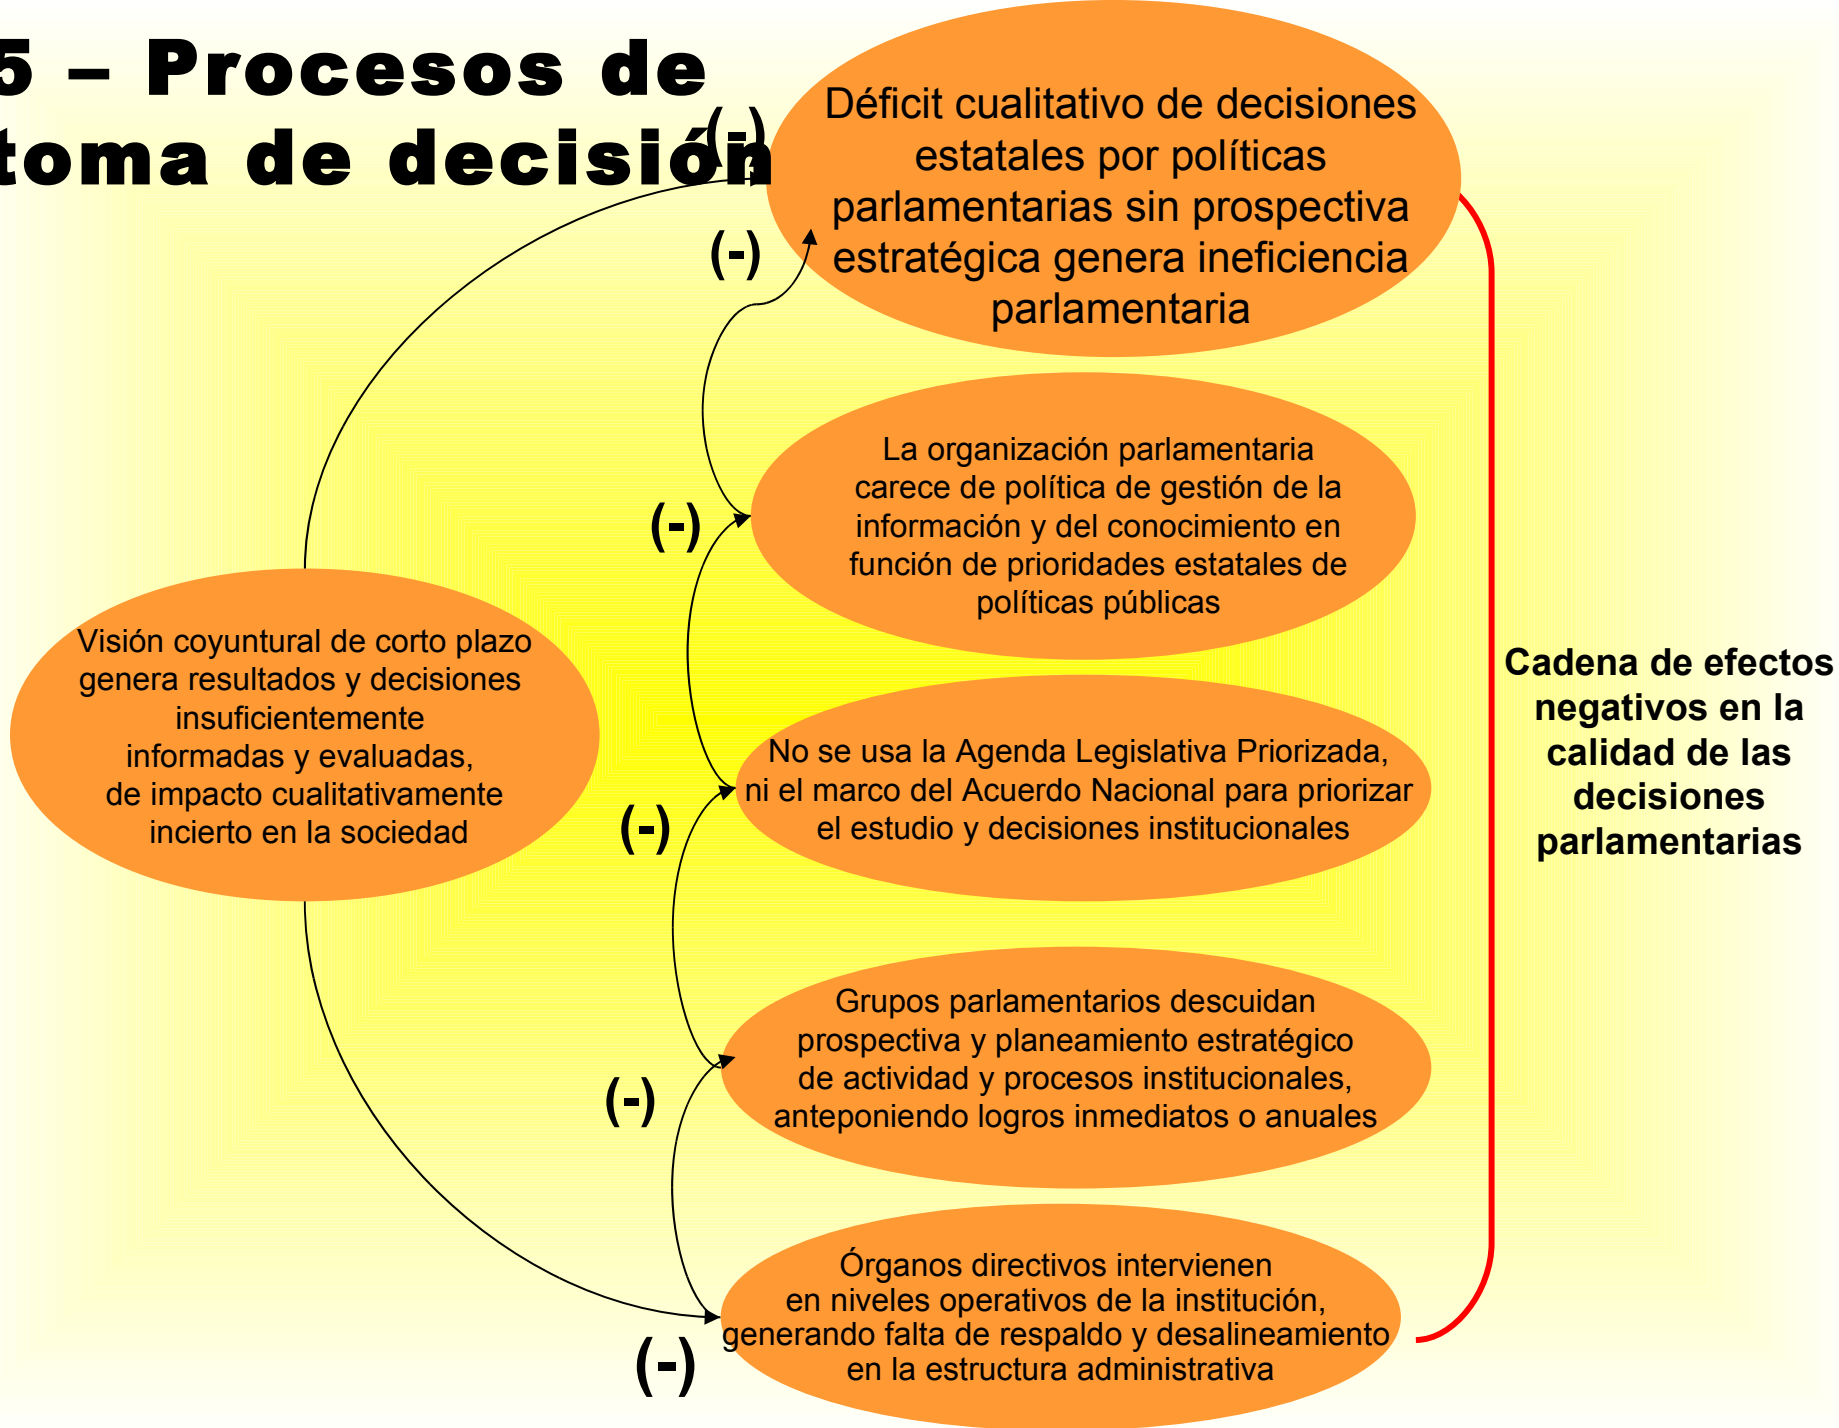 5 – Procesos de
toma de decisión
(-)
Déficit cualitativo de decisiones
estatales por políticas
parlamentarias sin prospectiva
estratégica genera ineficiencia
parlamentaria
(-)
La organización parlamentaria
carece de política de gestión de la
información y del conocimiento en
función de prioridades estatales de
políticas públicas
(-)
Visión coyuntural de corto plazo
genera resultados y decisiones
insuficientemente
informadas y evaluadas,
de impacto cualitativamente
incierto en la sociedad
No se usa la Agenda Legislativa Priorizada,
ni el marco del Acuerdo Nacional para priorizar
el estudio y decisiones institucionales
(-)
Cadena de efectos
negativos en la
calidad de las
decisiones
parlamentarias
Grupos parlamentarios descuidan
prospectiva y planeamiento estratégico
de actividad y procesos institucionales,
anteponiendo logros inmediatos o anuales
(-)
Órganos directivos intervienen
en niveles operativos de la institución,
generando falta de respaldo y desalineamiento
en la estructura administrativa
(-)